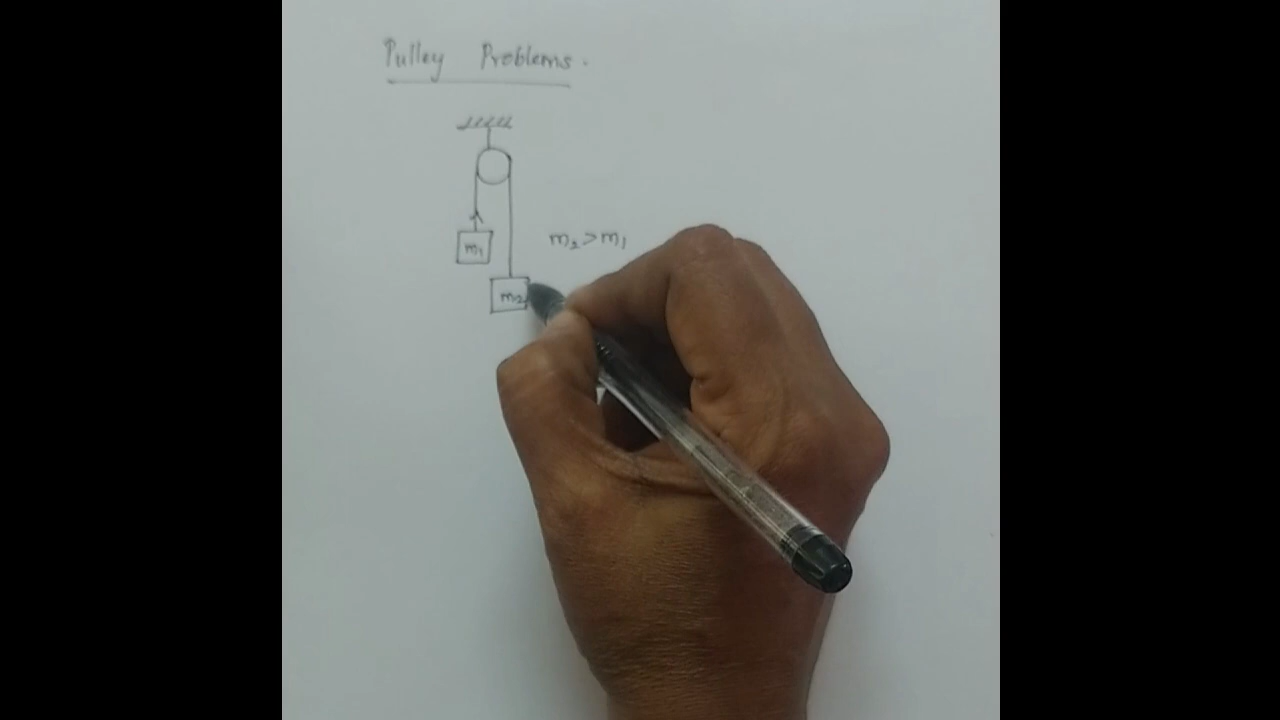 Pulley Problems.
m₂>m₁
m₁
m₂